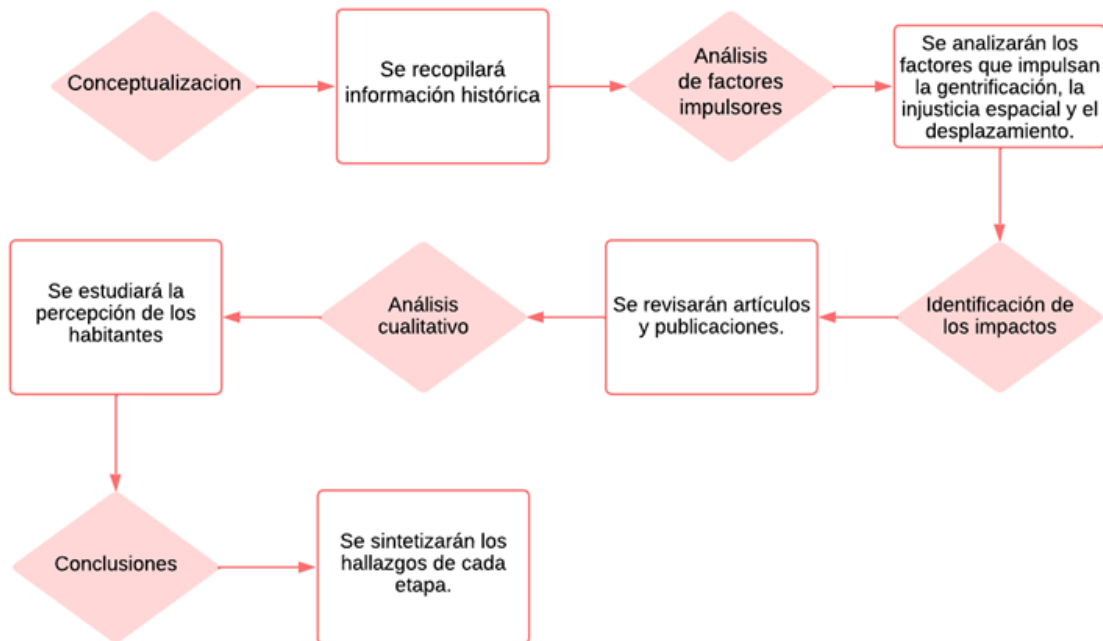 Conceptualizacion
Se recopilará
información histórica
Análisis
de factores
impulsores
Se analizarán los
factores que impulsan
la gentrificación, la
injusticia espacial y el
desplazamiento.
Identificación de
los impactos
Se revisarán artículos
y publicaciones.
Análisis
cualitativo
Se estudiará la
percepción de los
habitantes
Conclusiones
Se sintetizarán los
hallazgos de cada
etapa.